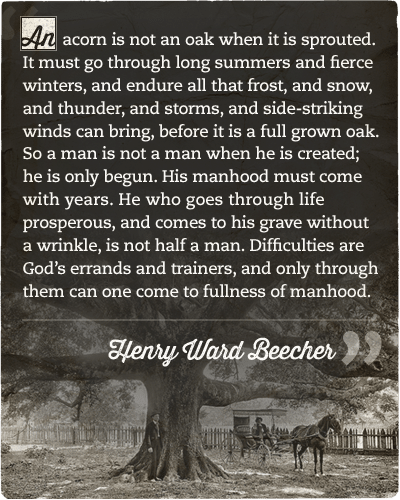 An acorn is not an oak when it is sprouted.
It must go through long summers and fierce
winters, and endure all that frost, and snow,
and thunder, and storms, and side-striking
winds can bring, before it is a full grown oak.
So a man is not a man when he is created;
he is only begun. His manhood must come
with years. He who goes through life
prosperous, and comes to his grave without
a wrinkle, is not half a man. Difficulties are
God's errands and trainers, and only through
them can one come to fullness of manhood.
Henry Ward Beecher ”